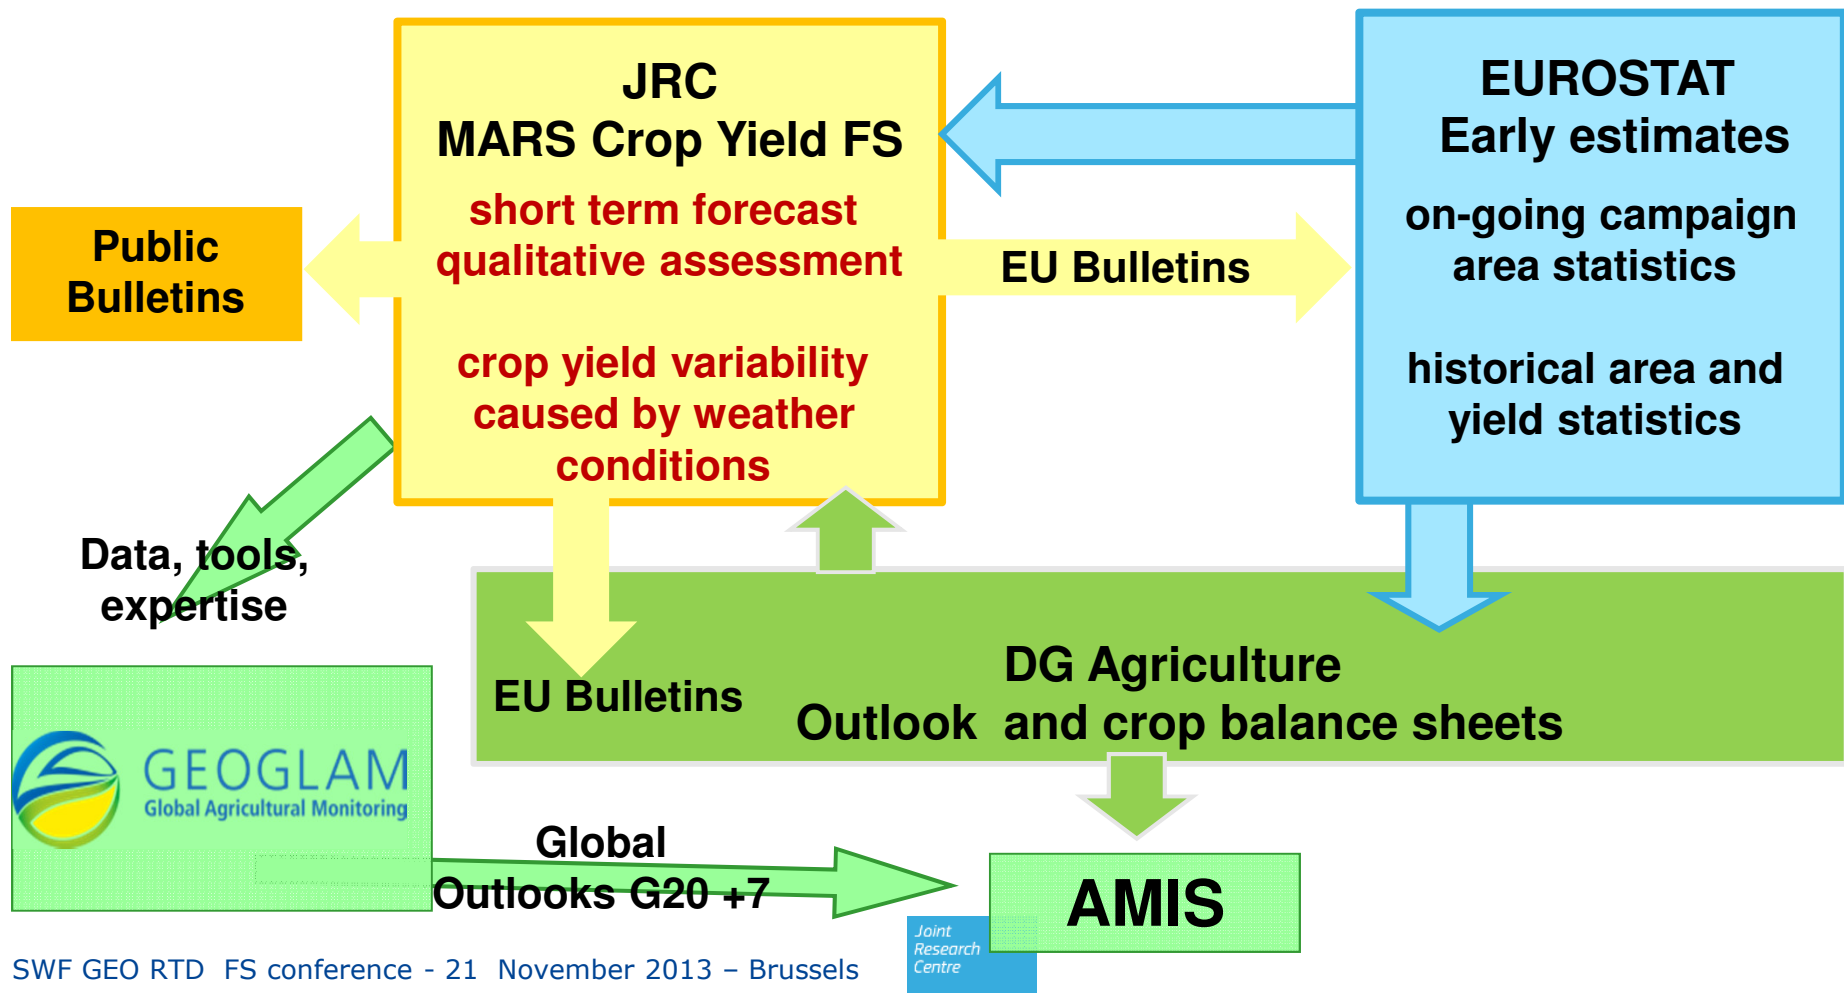 JRC
MARS Crop Yield FS
short term forecast
qualitative assessment
crop yield variability
caused by weather
conditions
EUROSTAT
Early estimates
on-going campaign
area statistics
historical area and
yield statistics
Public
Bulletins
EU Bulletins
Data, tools,
expertise
EU Bulletins
DG Agriculture
Outlook and crop balance sheets
GEOGLAM
Global Agricultural Monitoring
Global
Outlooks G20 +7
AMIS
Joint
Research
Centre
SWF GEO RTD FS conference - 21 November 2013 – Brussels